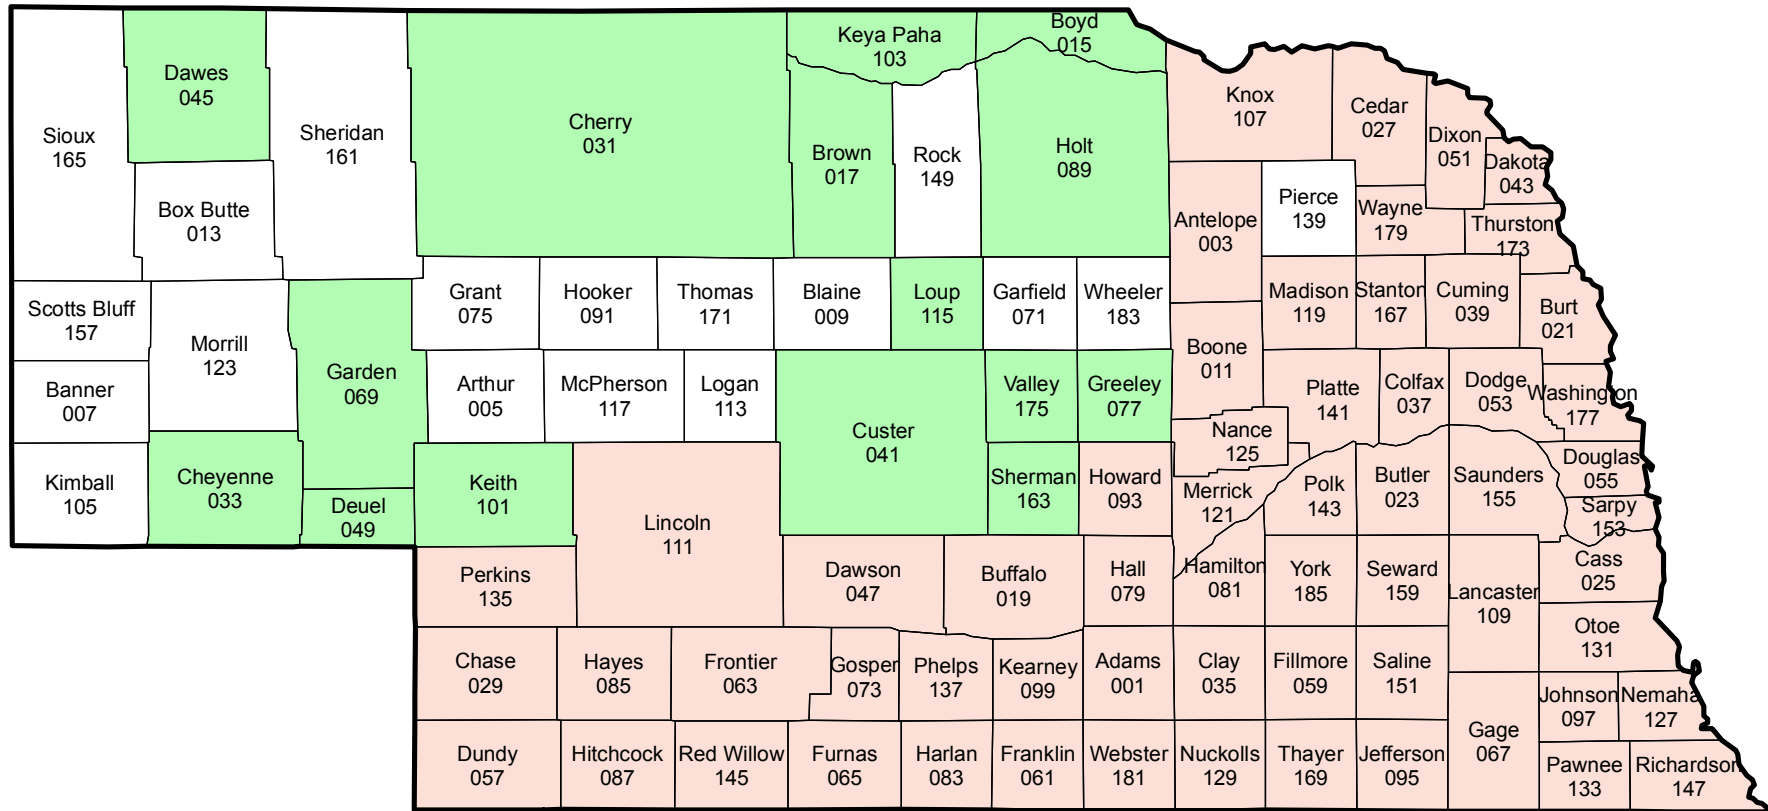 Boyd
015
Keya Paha
103
Dawes
045
Knox
107
Cedar
027
Cherry
031
Sheridan
161
Sioux
165
Dixon
051
Holt
089
Brown
017
Rock
149
Dakota
043
Box Butte
013
Pierce
139
Wayne
179
Antelope
003
Thurston
173
Scotts Bluff
157
Grant
075
Hooker
091
Thomas
171
Blaine
009
Loup
115
Garfield
071
Wheeler
183
Madison
119
Stanton
167
Cuming
039
Burt
021
Morrill
123
Boone
011
Banner
007
Garden
069
Arthur
005
McPherson
117
Logan
113
Valley
175
Greeley
077
Platte
141
Colfax
037
Dodge
053
Washington
177
Custer
041
Nance
125
Kimball
105
Cheyenne
033
Deuel
049
Keith
101
Sherman
163
Howard
093
Merrick
121
Polk
143
Butler
023
Saunders
155
Douglas
055
Sarpy
153
Lincoln
111
Perkins
135
Dawson
047
Buffalo
019
Hall
079
Hamilton
081
York
185
Seward
159
Lancaster
109
Cass
025
Otoe
131
Chase
029
Hayes
085
Frontier
063
Gosper
073
Phelps
137
Kearney
099
Adams
001
Clay
035
Fillmore
059
Saline
151
Johnson
097
Nemaha
127
Gage
067
Dundy
057
Hitchcock
087
Red Willow
145
Furnas
065
Harlan
083
Franklin
061
Webster
181
Nuckolls
129
Thayer
169
Jefferson
095
Pawnee
133
Richardson
147